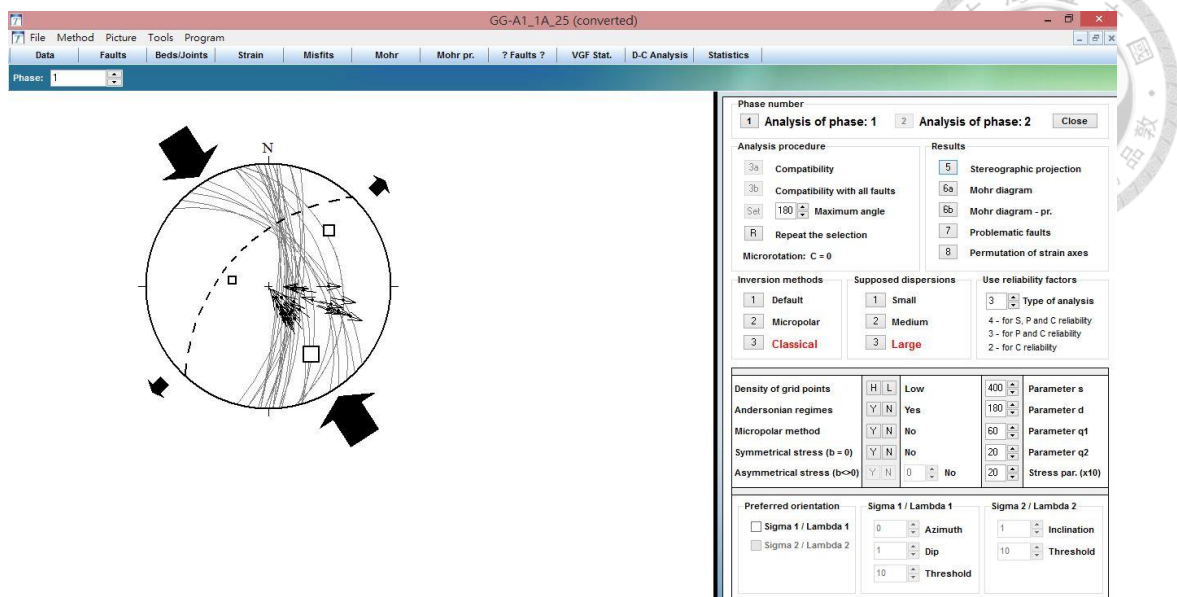 GG-A1_1A_25 (converted)
File Method Picture Tools Program
Data Faults Beds/Joints Strain Misfits Mohr Mohr pr. ? Faults ? VGF Stat. D-C Analysis Statistics
Phase: 1
N
Phase number
1 Analysis of phase: 1 2 Analysis of phase: 2 Close
Analysis procedure
3a Compatibility
3b Compatibility with all faults
Set 180 Maximum angle
R Repeat the selection
Microrotation: C = 0
Results
5 Stereographic projection
6a Mohr diagram
6b Mohr diagram - pr.
7 Problematic faults
8 Permutation of strain axes
Inversion methods
1 Default
2 Micropolar
3 Classical
Supposed dispersions
1 Small
2 Medium
3 Large
Use reliability factors
3 Type of analysis
4 - for S, P and C reliability
3 - for P and C reliability
2 - for C reliability
Density of grid points H L Low 400 Parameter s
Andersonian regimes Y N Yes 180 Parameter d
Micropolar method Y N No 60 Parameter q1
Symmetrical stress (b = 0) Y N No 20 Parameter q2
Asymmetrical stress (b<>0) Y N 0 No 20 Stress par. (x10)
Preferred orientation
Sigma 1 / Lambda 1
Sigma 2 / Lambda 2
Sigma 1 / Lambda 1
0 Azimuth
1 Dip
10 Threshold
Sigma 2 / Lambda 2
1 Inclination
10 Threshold